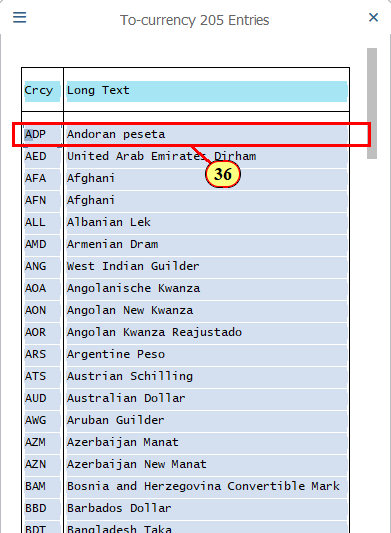 To-currency 205 Entries
Crcy Long Text
ADP Andoran peseta
AED United Arab Emirates Dirham
36
AFA Afghani
AFN Afghani
ALL Albanian Lek
AMD Armenian Dram
ANG West Indian Guilder
AOA Angolanische Kwanza
AON Angolan New Kwanza
AOR Angolan Kwanza Reajustado
ARS Argentine Peso
ATS Austrian Schilling
AUD Australian Dollar
AWG Aruban Guilder
AZM Azerbaijan Manat
AZN Azerbaijan New Manat
BAM Bosnia and Herzegovina Convertible Mark
BBD Barbados Dollar
BDT Bangladesh Taka